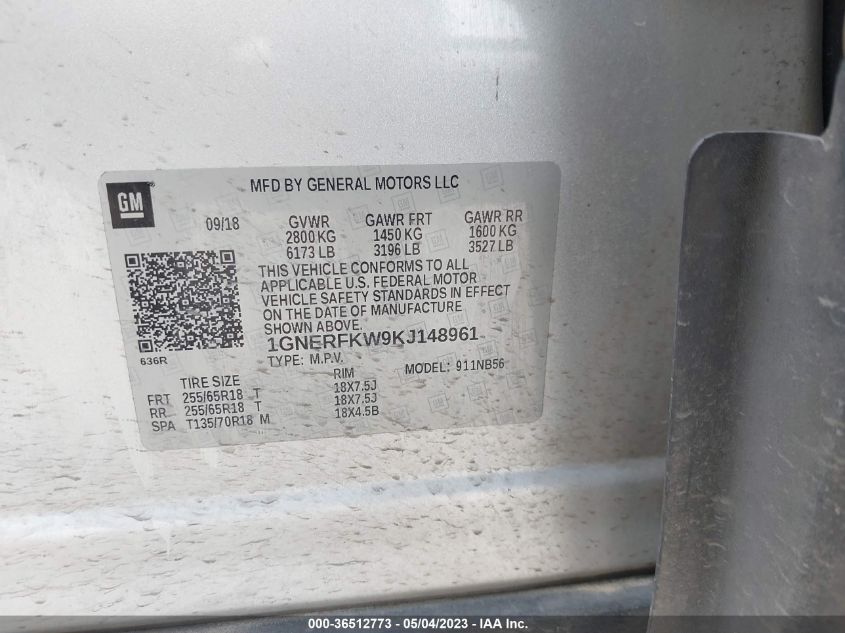 GM
MFD BY GENERAL MOTORS LLC
09/18 GVWR GAWR FRT GAWR RR
2800 KG 1450 KG 1600 KG
6173 LB 3196 LB 3527 LB
THIS VEHICLE CONFORMS TO ALL
APPLICABLE U.S. FEDERAL MOTOR
VEHICLE SAFETY STANDARDS IN EFFECT
ON THE DATE OF MANUFACTURE
SHOWN ABOVE.
636R
1GNERFKW9KJ148961
TYPE: M.P.V. MODEL: 911NB56
TIRE SIZE RIM
FRT 255/65R18 T 18X7.5J
RR 255/65R18 T 18X7.5J
SPA T135/70R18 M 18X4.5B
000-36512773 - 05/04/2023 - IAAI.com